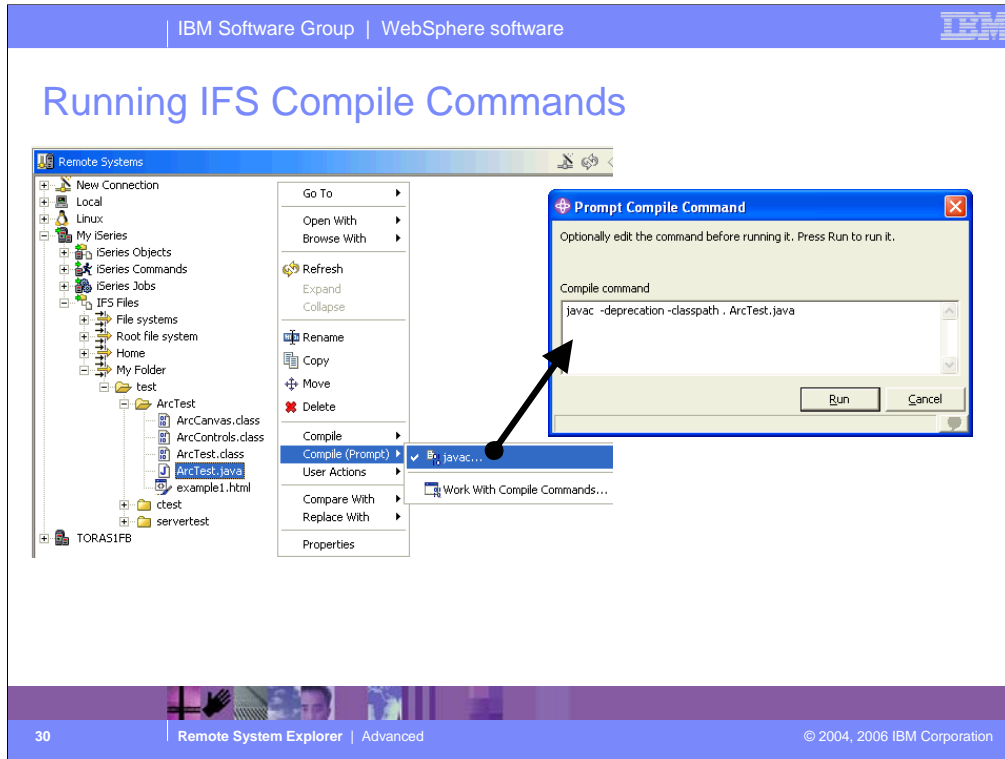 IBM Software Group | WebSphere software
IBM
Running IFS Compile Commands
Remote Systems
New Connection
Local
Linux
My iSeries
iSeries Objects
iSeries Commands
iSeries Jobs
IFS Files
File systems
Root file system
Home
My Folder
test
ArcTest
ArcCanvas.class
ArcControls.class
ArcTest.class
ArcTest.java
example1.html
ctest
servertest
TORAS1FB
Go To
Open With
Browse With
Refresh
Expand
Collapse
Rename
Copy
Move
Delete
Compile
Compile (Prompt)
User Actions
Compare With
Replace With
Properties
javac...
Work With Compile Commands...
Prompt Compile Command
Optionally edit the command before running it. Press Run to run it.
Compile command
javac -deprecation -classpath . ArcTest.java
Run
Cancel
30
Remote System Explorer | Advanced
© 2004, 2006 IBM Corporation